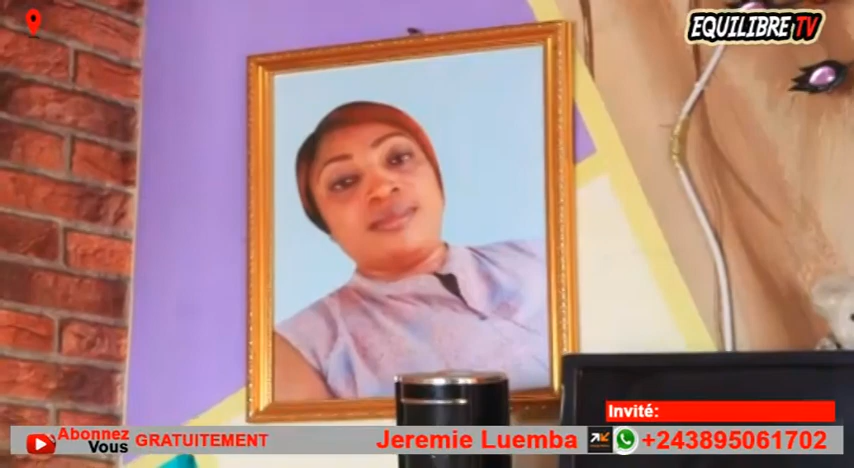 EQUILIBRE TV
Invité:
Abonnez
Vous
GRATUITEMENT
Jeremie Luemba
+243895061702